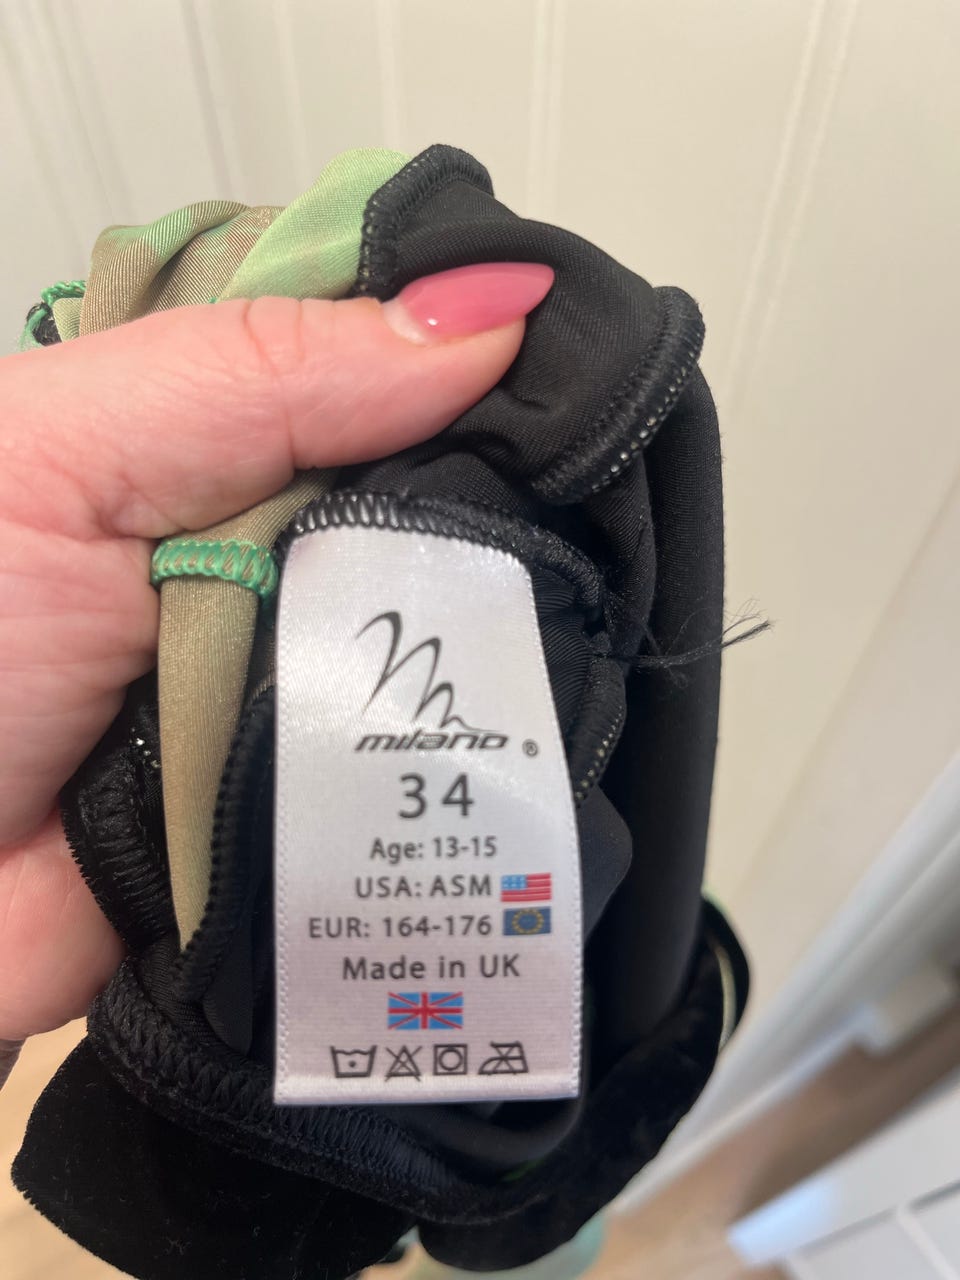 milano ®
34
Age: 13-15
USA: ASM
EUR: 164-176
Made in UK